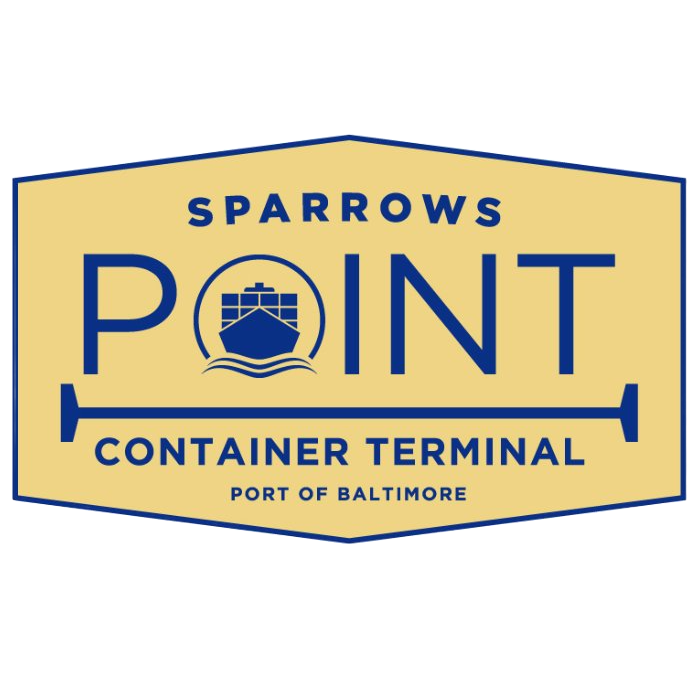 SPARROWS
POINT
CONTAINER TERMINAL
PORT OF BALTIMORE